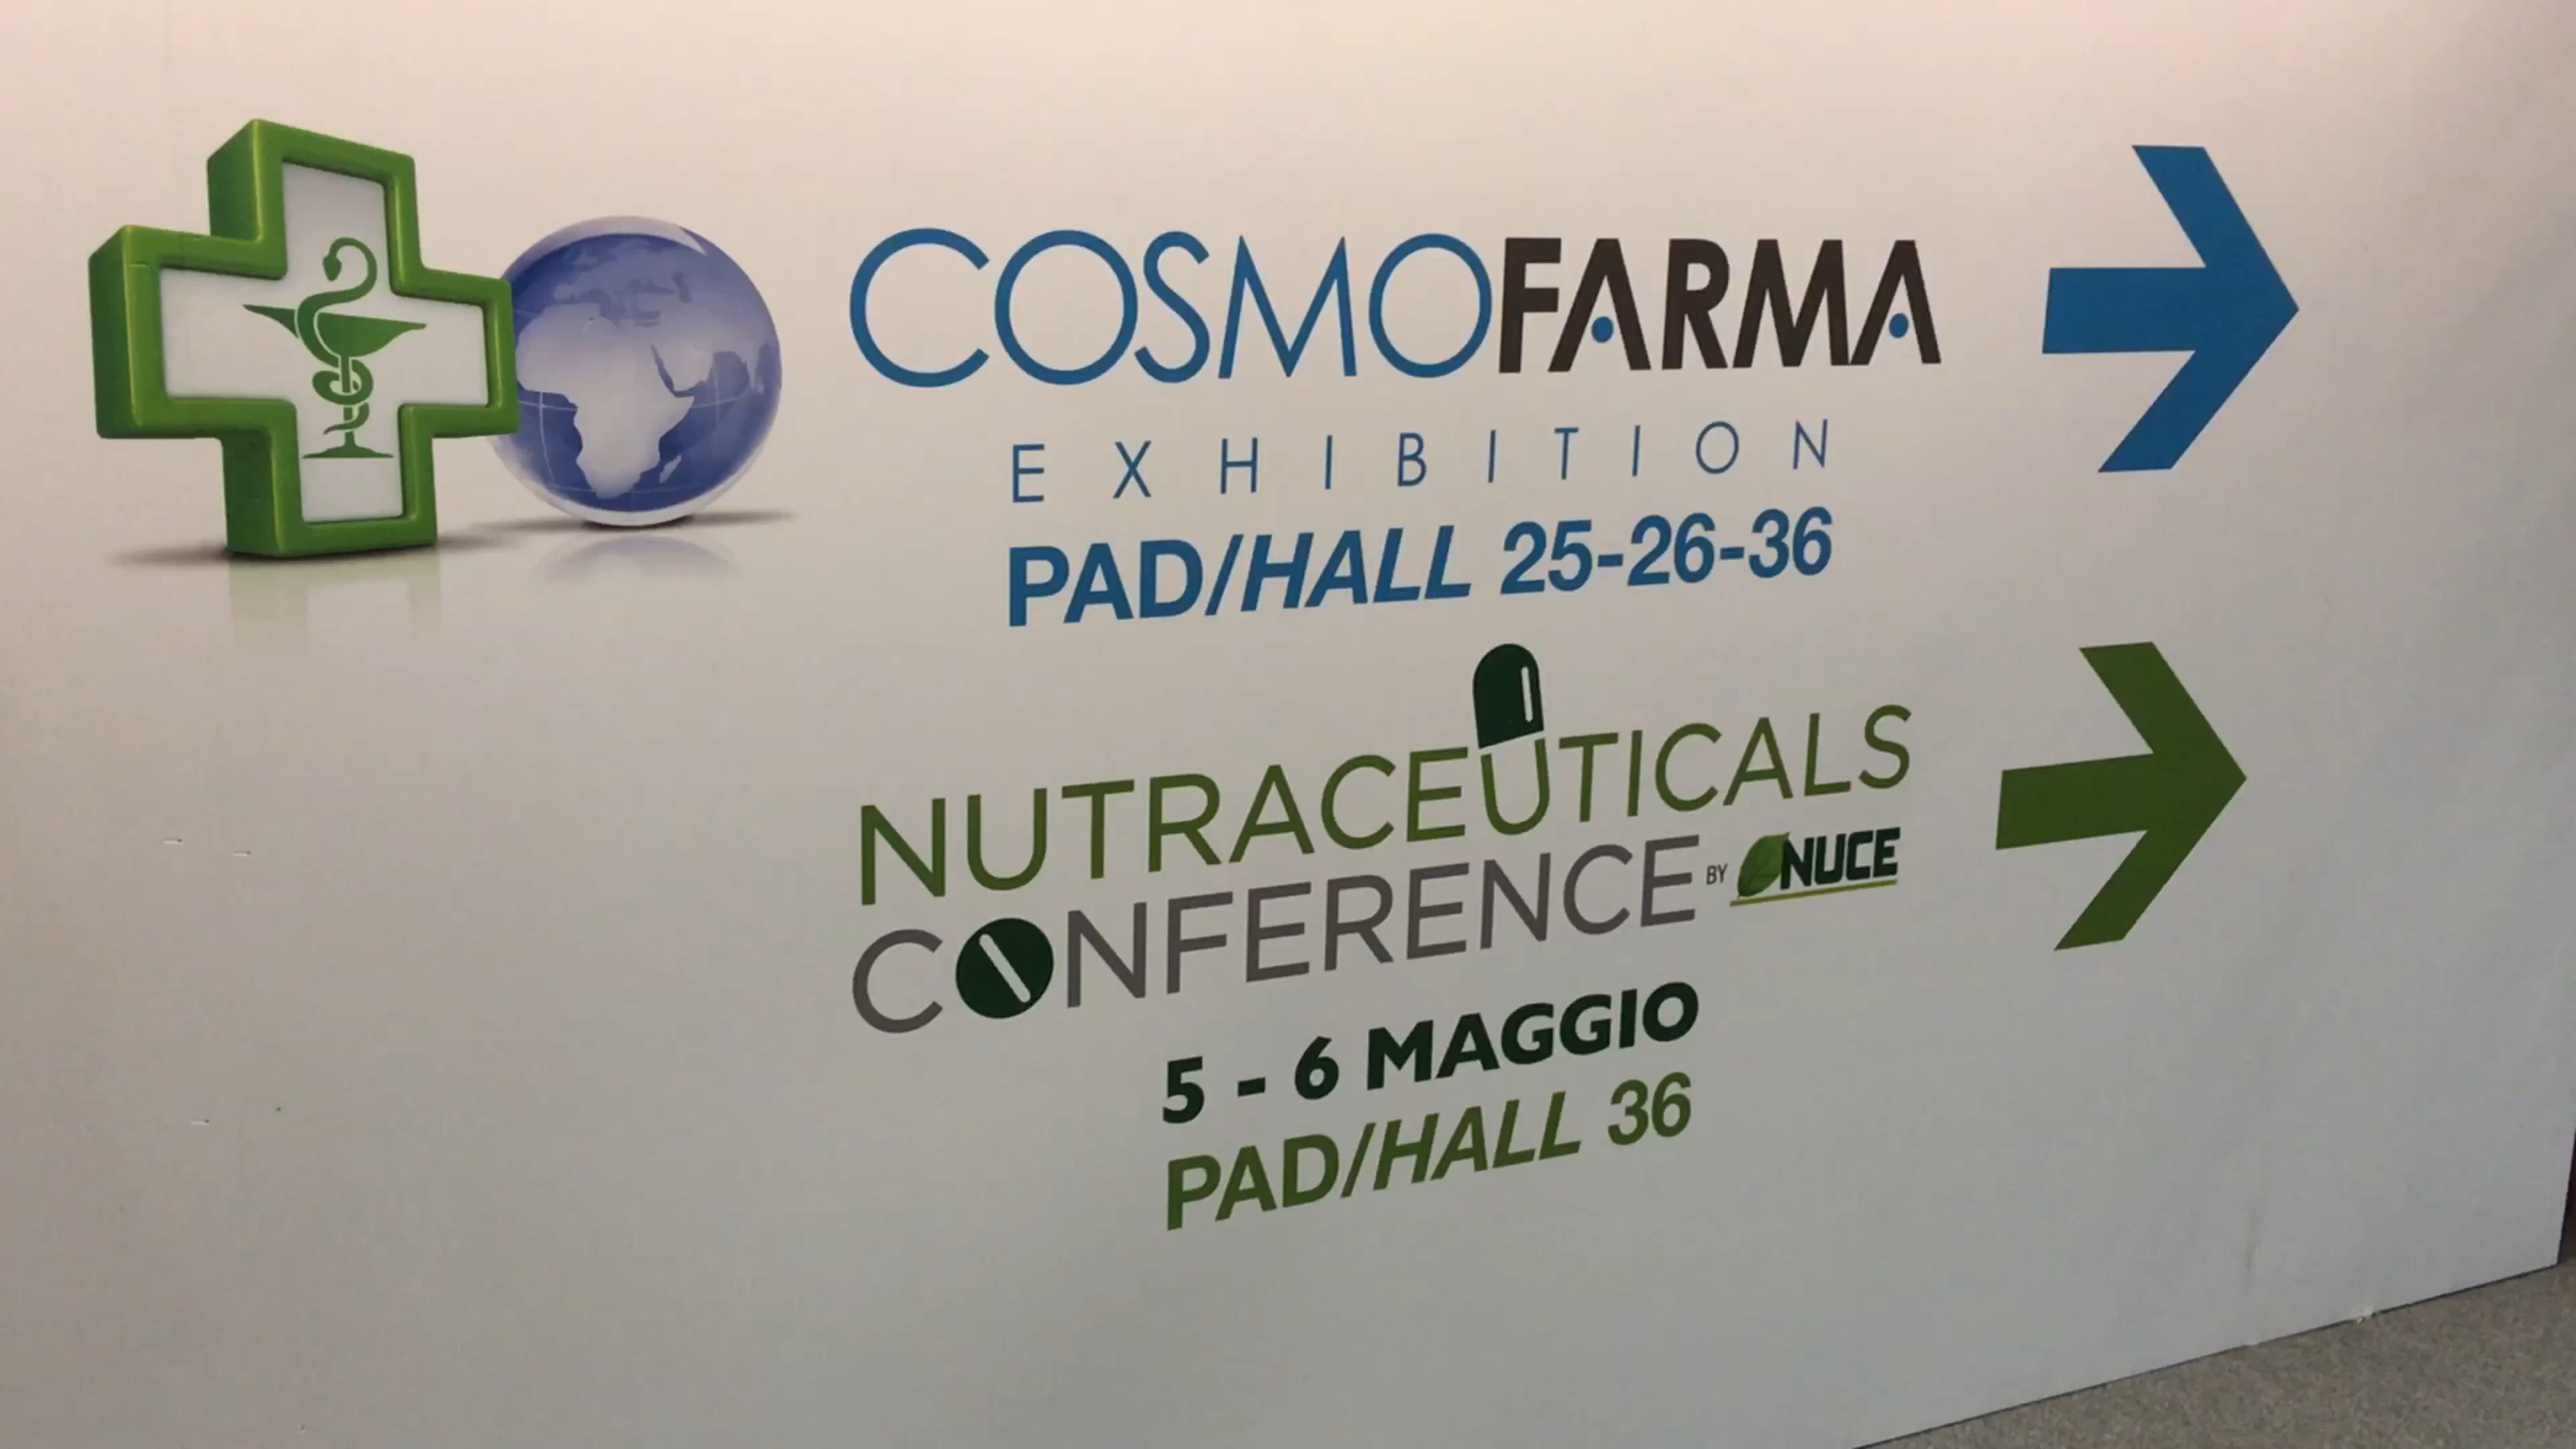 COSMOFARMA
EXHIBITION
PAD/HALL 25-26-36
NUTRACEUTICALS
CONFERENCE BY NUCE
5 - 6 MAGGIO
PAD/HALL 36